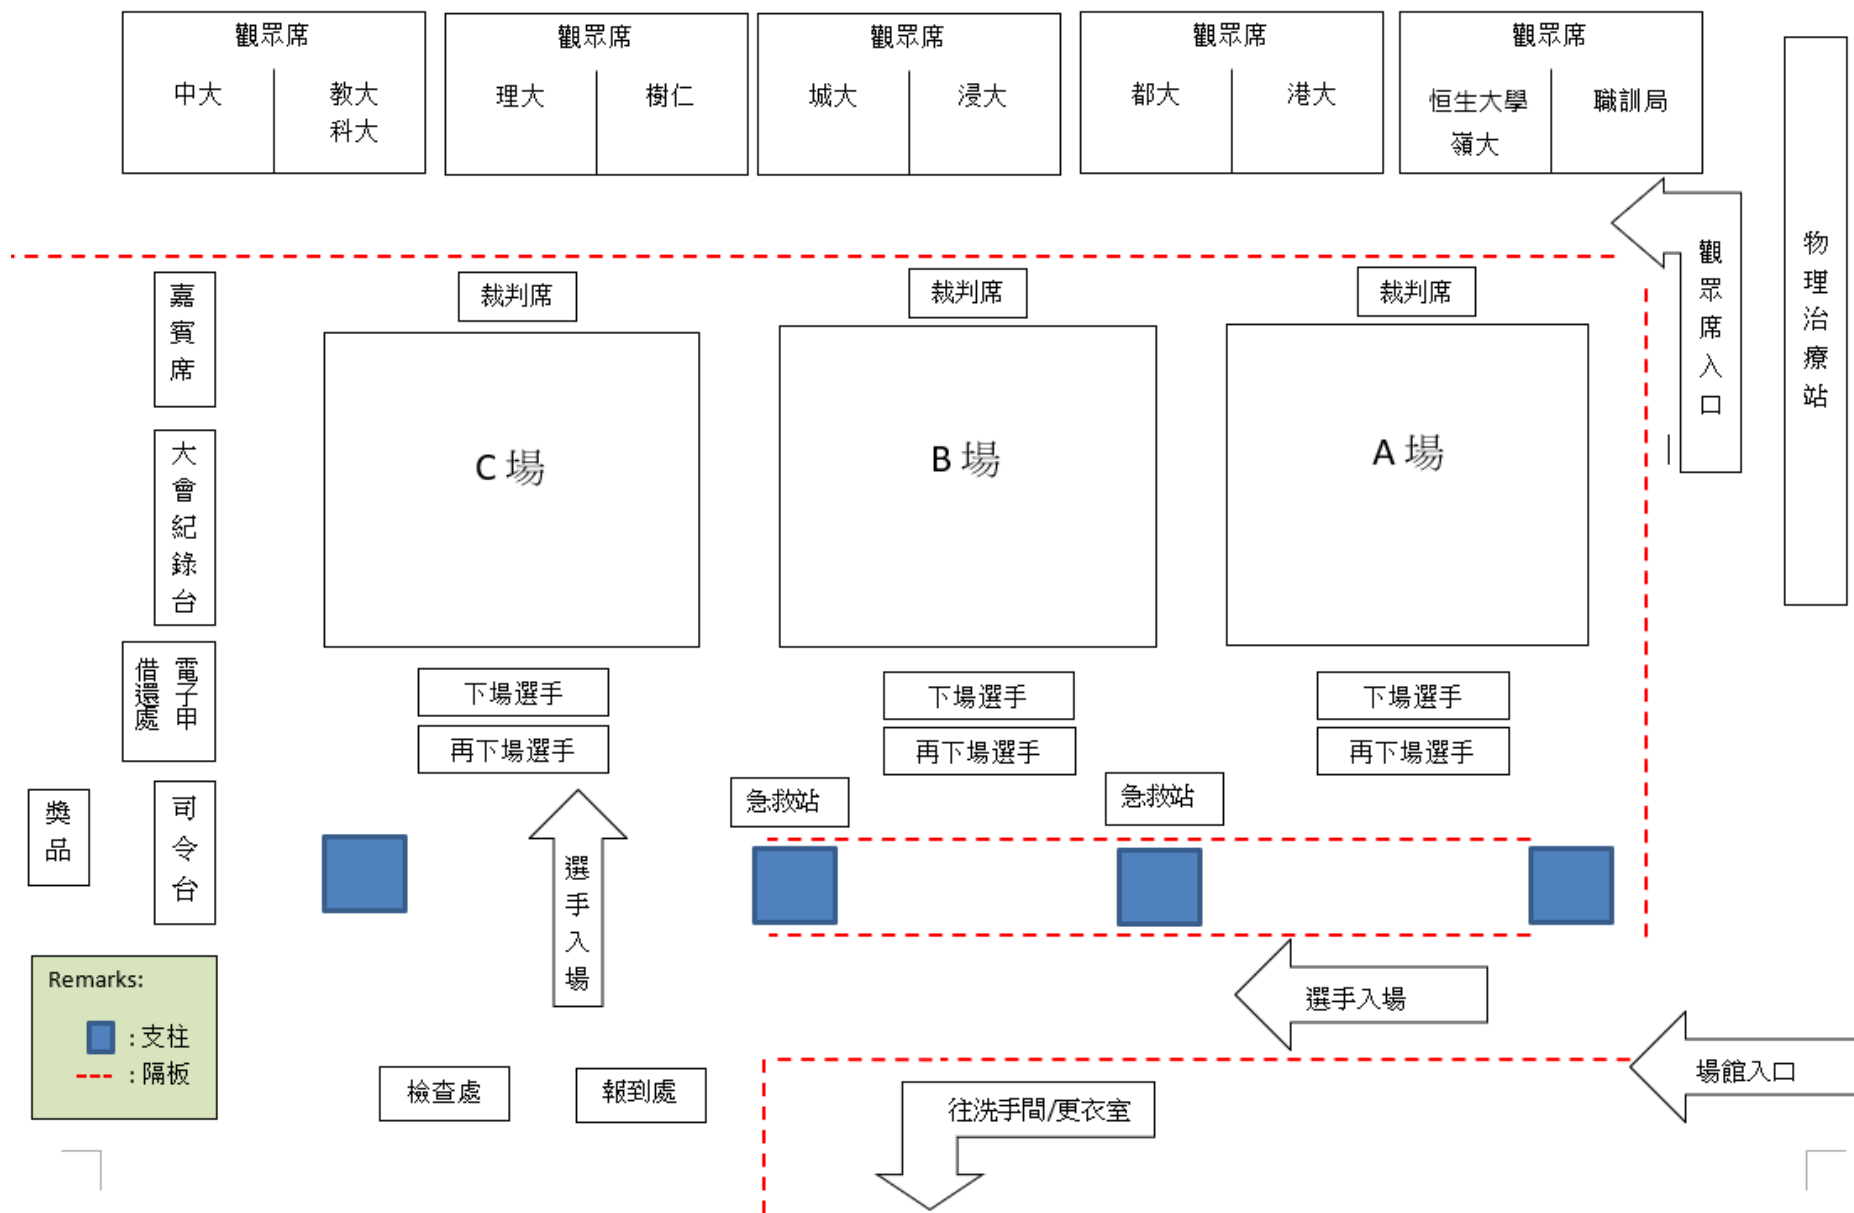 觀眾席
中大
教大
科大
觀眾席
理大
樹仁
觀眾席
城大
浸大
觀眾席
都大
港大
觀眾席
恒生大學
嶺大
職訓局
物理治療站
觀眾席入口
嘉賓席
裁判席
裁判席
裁判席
大會紀錄台
C 場
B 場
A 場
電子甲
借還處
下場選手
再下場選手
下場選手
再下場選手
下場選手
再下場選手
獎品
司令台
急救站
急救站
選手入場
選手入場
場館入口
Remarks:
: 支柱
: 隔板
檢查處
報到處
往洗手間/更衣室